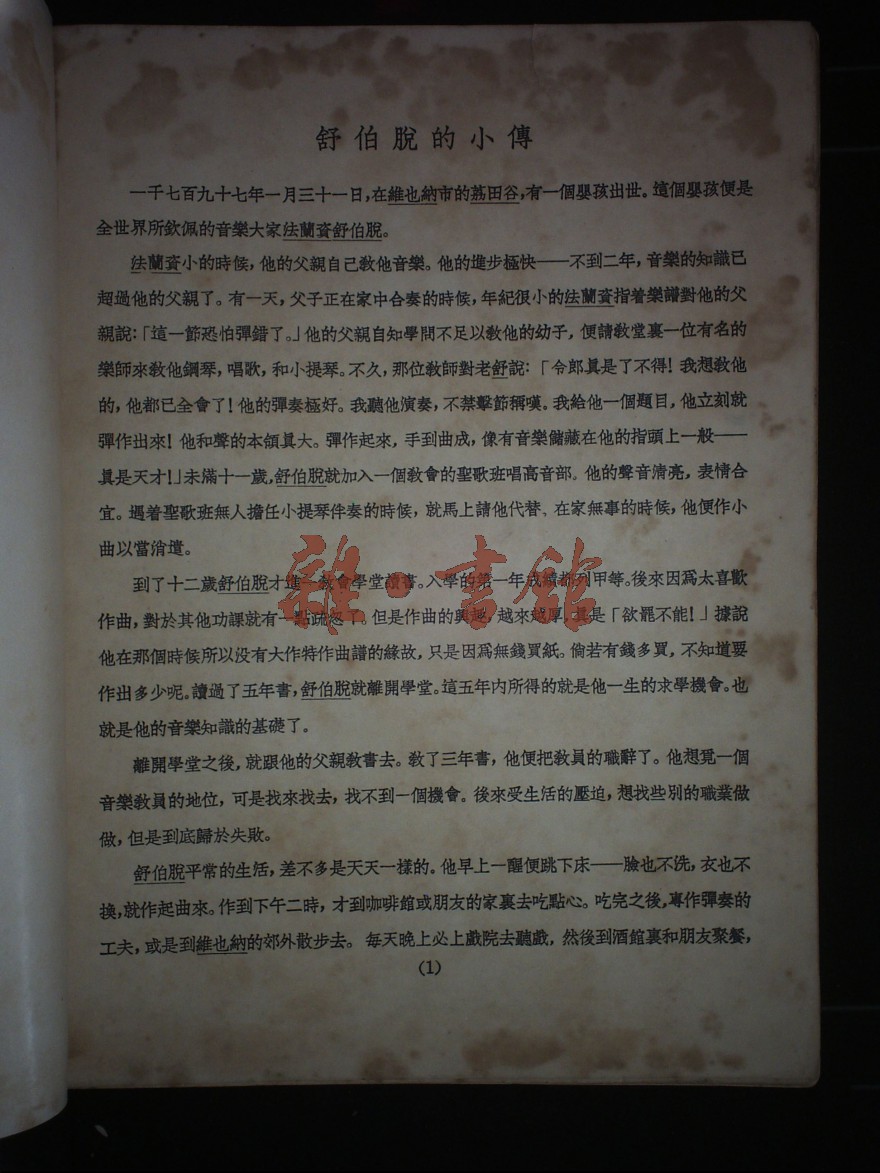 舒伯脫的小傳
一千七百九十七年一月三十一日，在維也納市的荔田谷，有一個嬰孩出世。這個嬰孩便是
全世界所欽佩的音樂大家法蘭賚舒伯脫。
法蘭賚小的時候，他的父親自己教他音樂。他的進步極快——不到二年，音樂的知識已
超過他的父親了。有一天，父子正在家中合奏的時候，年紀很小的法蘭賚指着樂譜對他的父
親說：「這一節恐怕彈錯了。」他的父親自知學問不足以教他的幼子，便請教堂裏一位有名的
樂師來教他鋼琴，唱歌，和小提琴。不久，那位教師對老舒說：「令郎眞是了不得！我想教他
的，他都已全會了！他的彈奏極好。我聽他演奏，不禁擊節稱嘆。我給他一個題目，他立刻就
彈作出來！他和聲的本領眞大。彈作起來，手到曲成，像有音樂儲藏在他的指頭上一般——
眞是天才！」未滿十一歲，舒伯脫就加入一個教會的聖歌班唱高音部。他的聲音清亮，表情合
宜。遇着聖歌班無人擔任小提琴伴奏的時候，就馬上請他代替、在家無事的時候，他便作小
曲以當消遣。
到了十二歲舒伯脫才進一教會學堂讀書。入學的第一年成績都列甲等。後來因爲太喜歡
作曲，對於其他功課就有一點疏忽了。但是作曲的興趣，越來越厚，眞是「欲罷不能！」據說
他在那個時候所以没有大作特作曲譜的緣故，只是因爲無錢買紙。倘若有錢多買，不知道要
作出多少呢。讀過了五年書，舒伯脫就離開學堂。這五年內所得的就是他一生的求學機會。也
就是他的音樂知識的基礎了。
離開學堂之後，就跟他的父親教書去。教了三年書，他便把教員的職辭了。他想覓一個
音樂教員的地位，可是找來找去，找不到一個機會。後來受生活的壓迫，想找些別的職業做
做，但是到底歸於失敗。
舒伯脫平常的生活，差不多是天天一樣的。他早上一醒便跳下床——臉也不洗，衣也不
換，就作起曲來。作到下午二時，才到咖啡館或朋友的家裏去吃點心。吃完之後，專作彈奏的
工夫，或是到維也納的郊外散步去。每天晚上必上戲院去聽戲，然後到酒館裏和朋友聚餐，
(1)
雜·書館